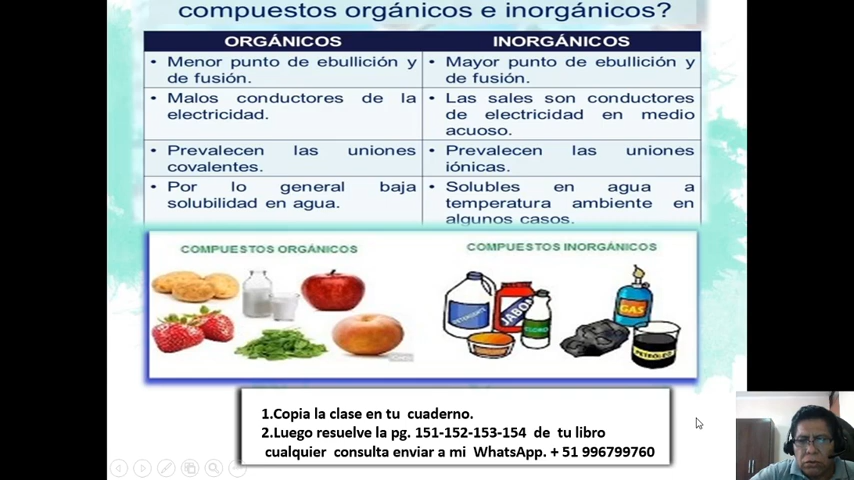 compuestos orgánicos e inorgánicos?
ORGÁNICOS
INORGÁNICOS
• Menor punto de ebullición y
de fusión.
• Mayor punto de ebullición y
de fusión.
• Malos conductores de la
electricidad.
• Las sales son conductores
de electricidad en medio
acuoso.
• Prevalecen las uniones
covalentes.
• Prevalecen las uniones
iónicas.
• Por lo general baja
solubilidad en agua.
• Solubles en agua a
temperatura ambiente en
algunos casos.
COMPUESTOS ORGÁNICOS
COMPUESTOS INORGÁNICOS
DETERGENTE
JABON
CLORO
GAS
PETRÓLEO
1.Copia la clase en tu cuaderno.
2.Luego resuelve la pg. 151-152-153-154 de tu libro
cualquier consulta enviar a mi WhatsApp. + 51 996799760